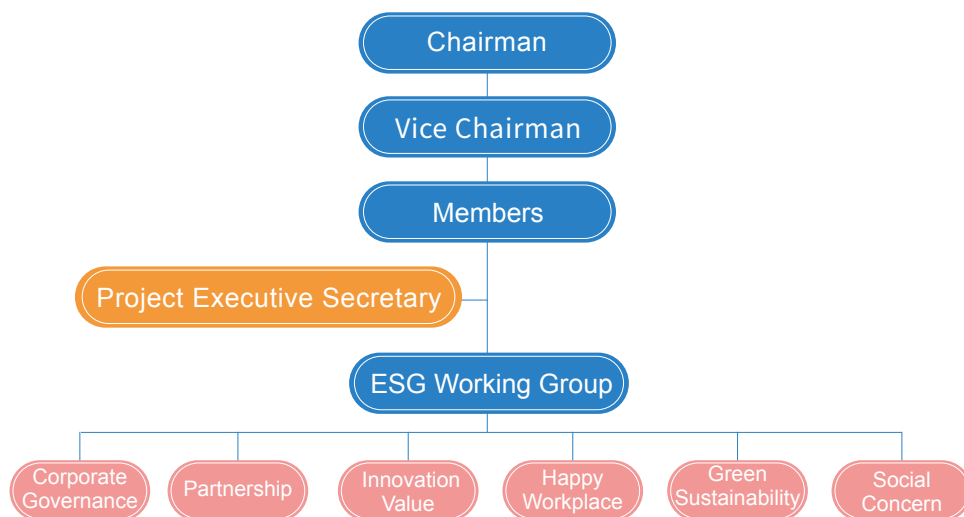 Chairman
Vice Chairman
Members
Project Executive Secretary
ESG Working Group
Corporate
Governance
Partnership
Innovation
Value
Happy
Workplace
Green
Sustainability
Social
Concern